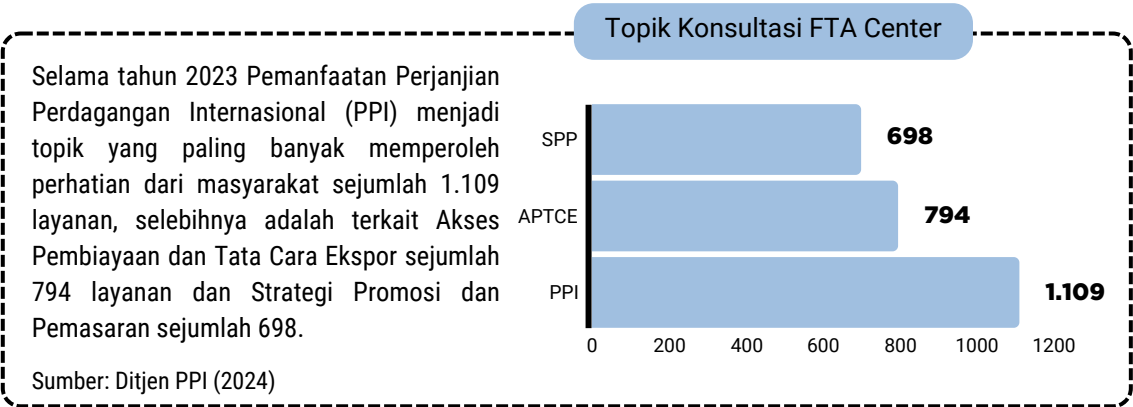 Topik Konsultasi FTA Center
Selama tahun 2023 Pemanfaatan Perjanjian
Perdagangan Internasional (PPI) menjadi
topik yang paling banyak memperoleh
perhatian dari masyarakat sejumlah 1.109
layanan, selebihnya adalah terkait Akses
Pembiayaan dan Tata Cara Ekspor sejumlah
794 layanan dan Strategi Promosi dan
Pemasaran sejumlah 698.
Sumber: Ditjen PPI (2024)
SPP 698
APTCE 794
PPI 1.109
0 200 400 600 800 1000 1200